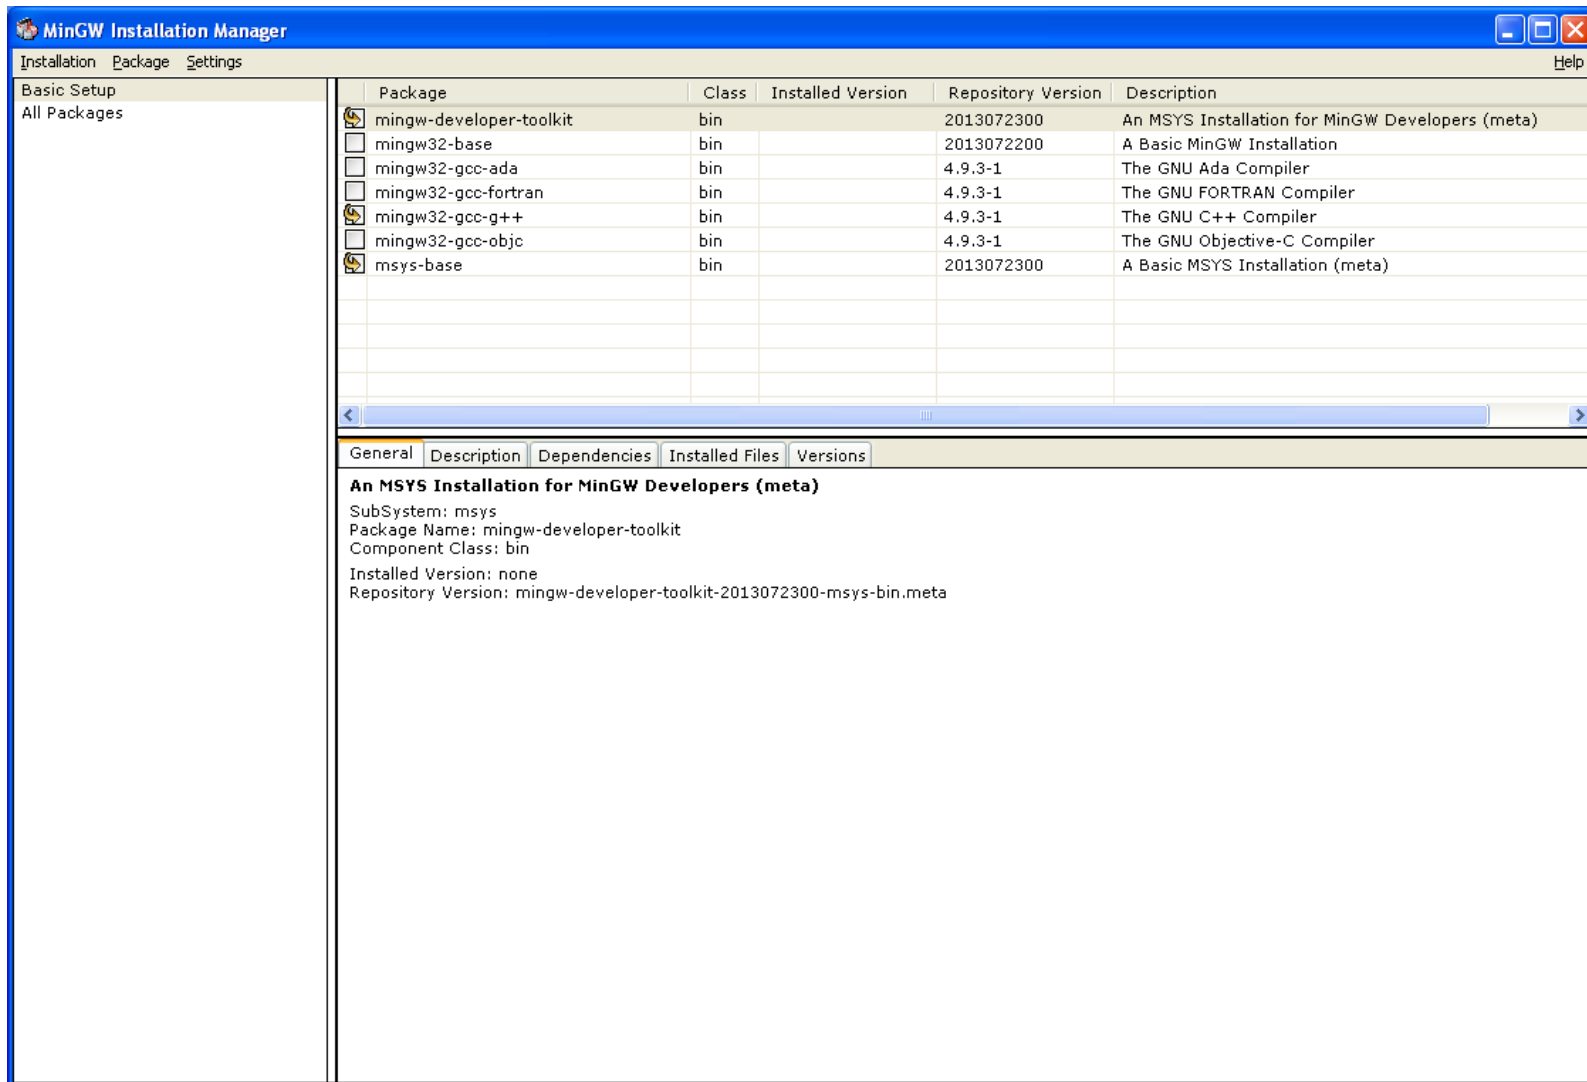 MinGW Installation Manager
Installation Package Settings Help
Basic Setup
All Packages
Package Class Installed Version Repository Version Description
mingw-developer-toolkit bin 2013072300 An MSYS Installation for MinGW Developers (meta)
mingw32-base bin 2013072200 A Basic MinGW Installation
mingw32-gcc-ada bin 4.9.3-1 The GNU Ada Compiler
mingw32-gcc-fortran bin 4.9.3-1 The GNU FORTRAN Compiler
mingw32-gcc-g++ bin 4.9.3-1 The GNU C++ Compiler
mingw32-gcc-objc bin 4.9.3-1 The GNU Objective-C Compiler
msys-base bin 2013072300 A Basic MSYS Installation (meta)
General Description Dependencies Installed Files Versions
An MSYS Installation for MinGW Developers (meta)
SubSystem: msys
Package Name: mingw-developer-toolkit
Component Class: bin
Installed Version: none
Repository Version: mingw-developer-toolkit-2013072300-msys-bin.meta